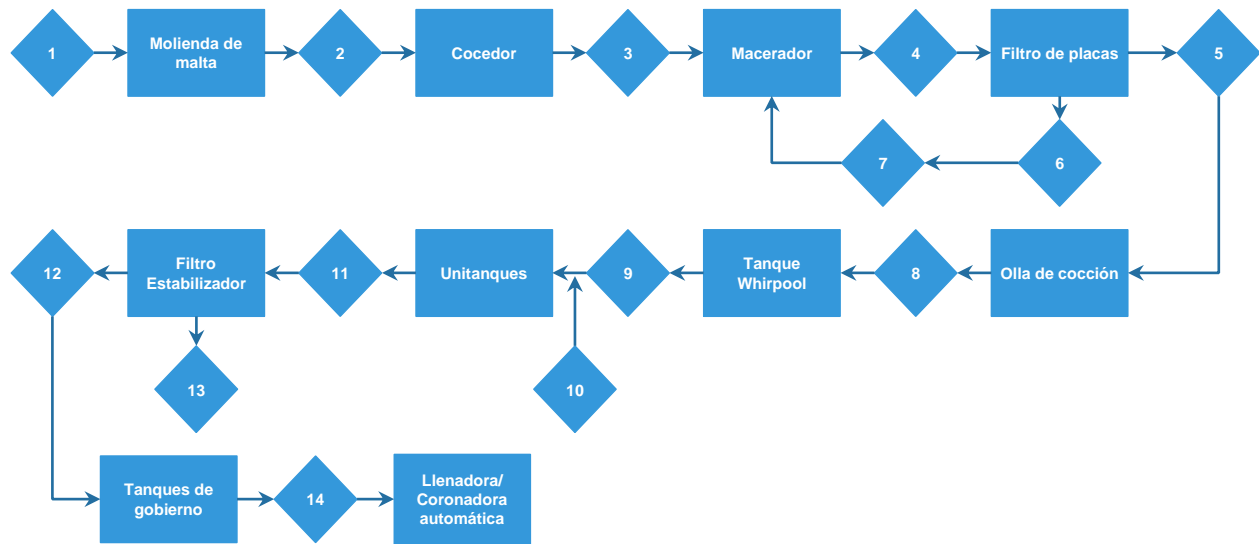 1
Molienda de
malta
2
Cocedor
3
Macerador
4
Filtro de placas
5
7
6
12
Filtro
Estabilizador
11
Unitanques
9
Tanque
Whirpool
8
Olla de cocción
13
10
Tanques de
gobierno
14
Llenadora/
Coronadora
automática